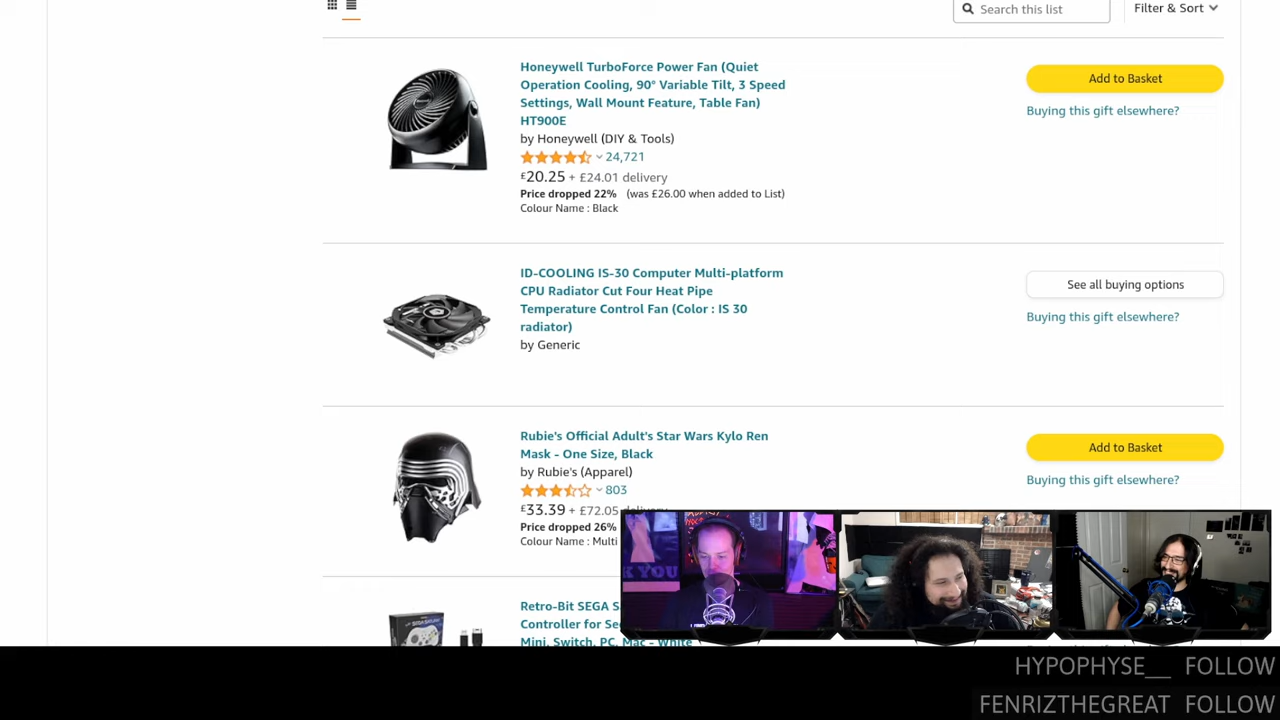 Search this list
Filter & Sort
Honeywell TurboForce Power Fan (Quiet
Operation Cooling, 90° Variable Tilt, 3 Speed
Settings, Wall Mount Feature, Table Fan)
HT900E
by Honeywell (DIY & Tools)
24,721
£20.25 + £24.01 delivery
Price dropped 22% (was £26.00 when added to List)
Colour Name : Black
Add to Basket
Buying this gift elsewhere?
ID-COOLING IS-30 Computer Multi-platform
CPU Radiator Cut Four Heat Pipe
Temperature Control Fan (Color : IS 30
radiator)
by Generic
See all buying options
Buying this gift elsewhere?
Rubie's Official Adult's Star Wars Kylo Ren
Mask - One Size, Black
by Rubie's (Apparel)
803
£33.39 + £72.05 delivery
Price dropped 26%
Colour Name : Multi
Add to Basket
Buying this gift elsewhere?
Retro-Bit SEGA
Controller for
Mini, Switch, PC, Mac - White
HYPOPHYSE__ FOLLOW
FENRIZTHEGREAT FOLLOW